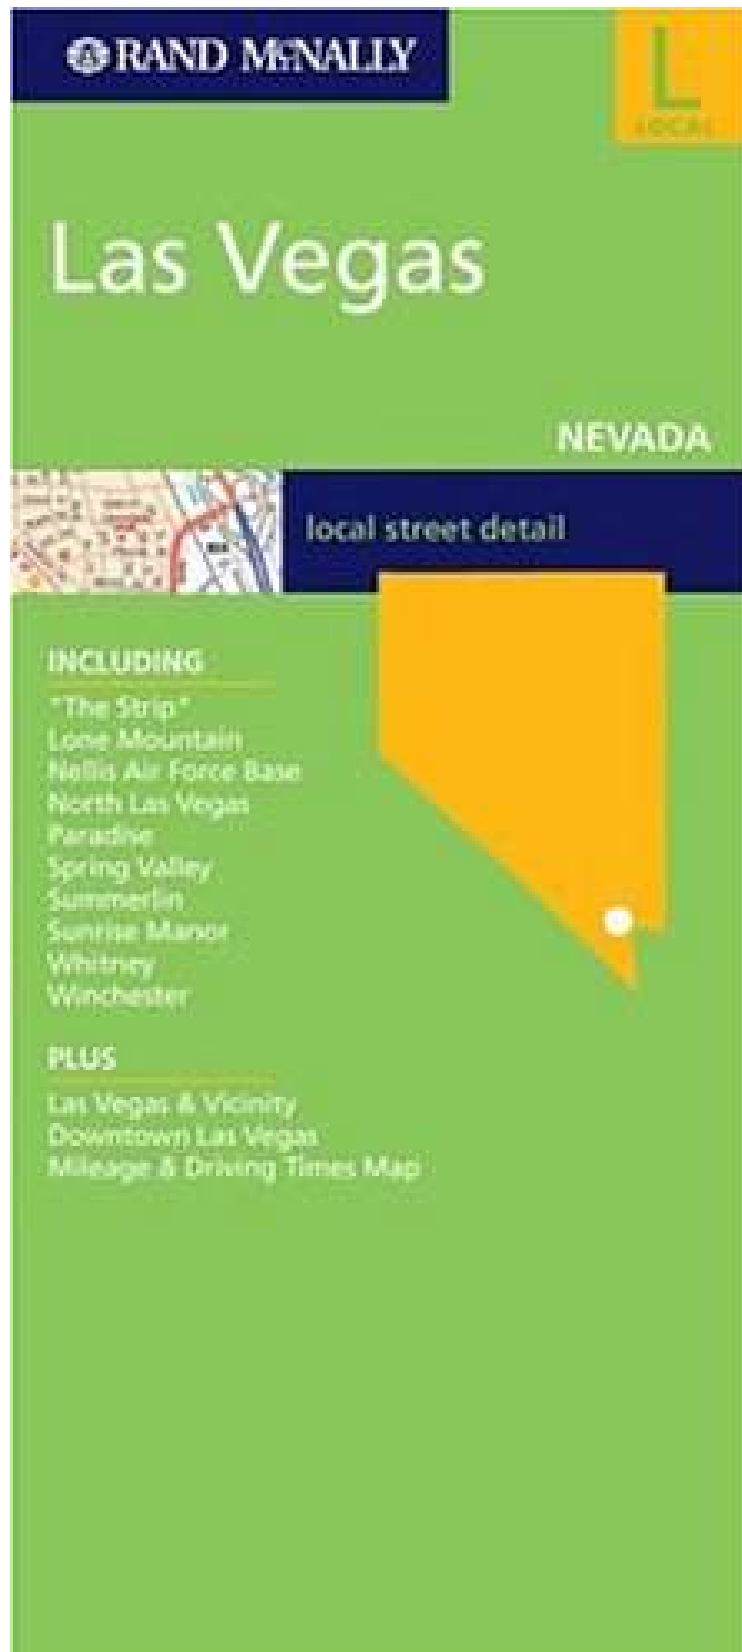 RAND MCNALLY
L
LOCAL
Las Vegas
NEVADA
local street detail
INCLUDING
"The Strip"
Lone Mountain
Nellis Air Force Base
North Las Vegas
Paradise
Spring Valley
Summerlin
Sunrise Manor
Whitney
Winchester
PLUS
Las Vegas & Vicinity
Downtown Las Vegas
Mileage & Driving Times Map